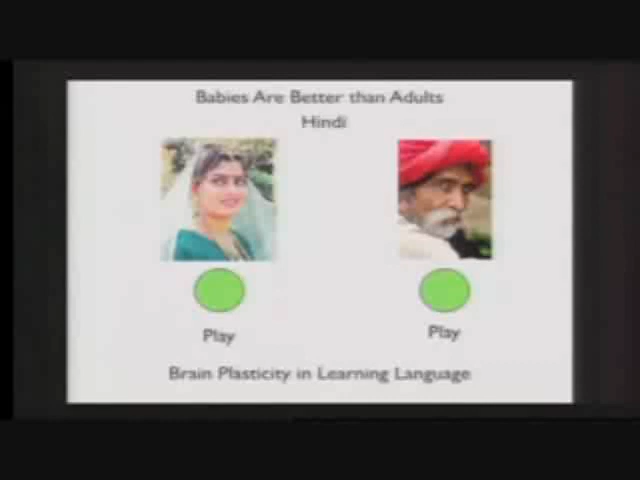 Babies Are Better than Adults
Hindi
Play
Play
Brain Plasticity in Learning Language